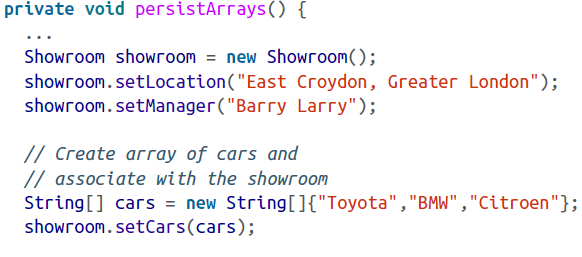 private void persistArrays() {
  ...
  Showroom showroom = new Showroom();
  showroom.setLocation("East Croydon, Greater London");
  showroom.setManager("Barry Larry");

  // Create array of cars and
  // associate with the showroom
  String[] cars = new String[]{"Toyota","BMW","Citroen"};
  showroom.setCars(cars);